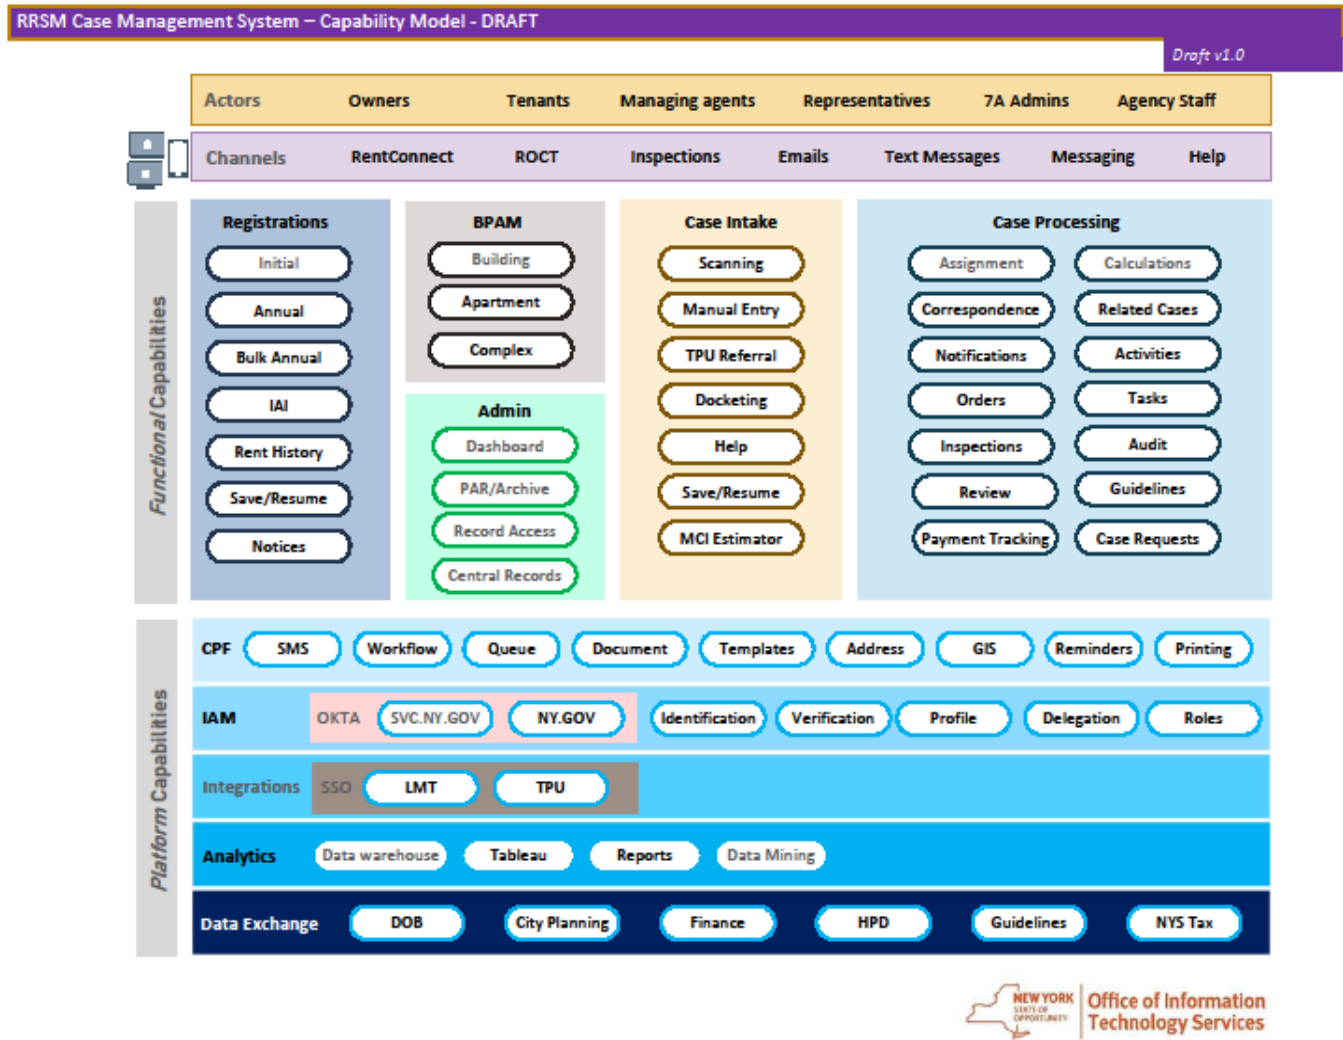 RRSM Case Management System – Capability Model - DRAFT
Draft v1.0
Actors Owners Tenants Managing agents Representatives 7A Admins Agency Staff
Channels RentConnect ROCT Inspections Emails Text Messages Messaging Help
Functional Capabilities
Registrations
Initial
Annual
Bulk Annual
IAI
Rent History
Save/Resume
Notices
BPAM
Building
Apartment
Complex
Admin
Dashboard
PAR/Archive
Record Access
Central Records
Case Intake
Scanning
Manual Entry
TPU Referral
Docketing
Help
Save/Resume
MCI Estimator
Case Processing
Assignment Calculations
Correspondence Related Cases
Notifications Activities
Orders Tasks
Inspections Audit
Review Guidelines
Payment Tracking Case Requests
Platform Capabilities
CPF SMS Workflow Queue Document Templates Address GIS Reminders Printing
IAM OKTA SVC.NY.GOV NY.GOV Identification Verification Profile Delegation Roles
Integrations SSO LMT TPU
Analytics Data warehouse Tableau Reports Data Mining
Data Exchange DOB City Planning Finance HPD Guidelines NYS Tax
NEW YORK
STATE OF
OPPORTUNITY
Office of Information
Technology Services